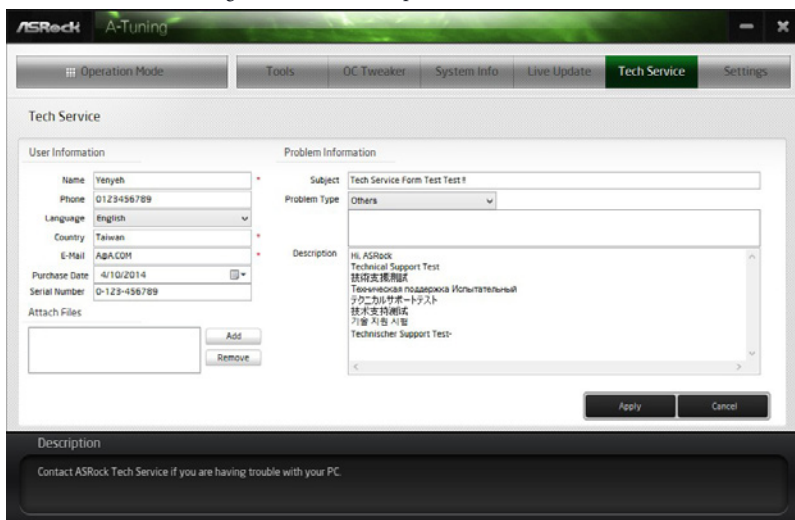 ASRock A-Tuning
Operation Mode Tools OC Tweaker System Info Live Update Tech Service Settings
Tech Service
User Information
Name Yenyeh *
Phone 0123456789
Language English
Country Taiwan *
E-Mail A@A.COM *
Purchase Date 4/10/2014
Serial Number 0-123-456789
Attach Files
Add
Remove
Problem Information
Subject Tech Service Form Test Test !!
Problem Type Others
Description
Hi, ASRock
Technical Support Test
技術支援測試
Техническая поддержка Испытательный
テクニカルサポートテスト
技术支持测试
기술 지원 시험
Technischer Support Test-
Apply Cancel
Description
Contact ASRock Tech Service if you are having trouble with your PC.